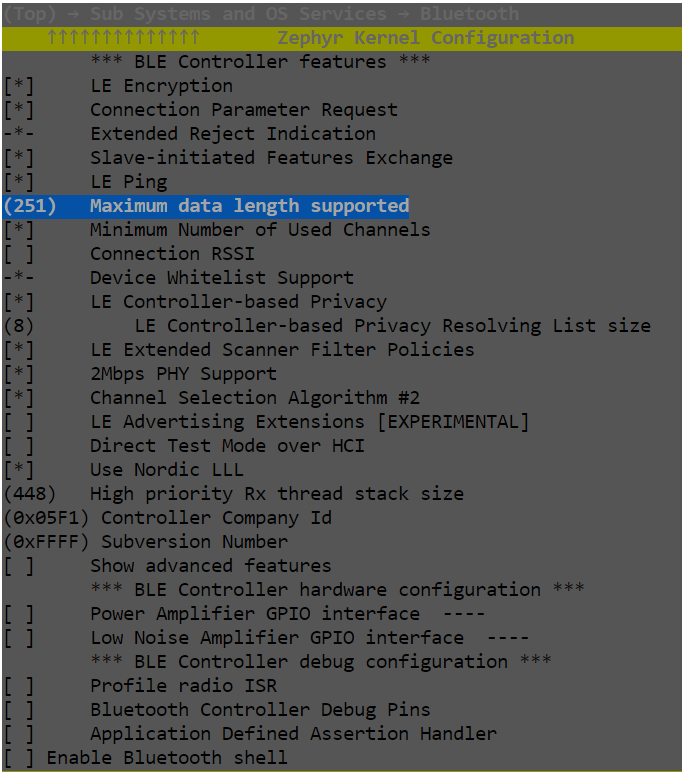 (Top) → Sub Systems and OS Services → Bluetooth
↑↑↑↑↑↑↑↑↑↑↑↑↑↑ Zephyr Kernel Configuration
*** BLE Controller features ***
[*] LE Encryption
[*] Connection Parameter Request
-*- Extended Reject Indication
[*] Slave-initiated Features Exchange
[*] LE Ping
(251) Maximum data length supported
[*] Minimum Number of Used Channels
[ ] Connection RSSI
-*- Device Whitelist Support
[*] LE Controller-based Privacy
(8) LE Controller-based Privacy Resolving List size
[*] LE Extended Scanner Filter Policies
[*] 2Mbps PHY Support
[*] Channel Selection Algorithm #2
[ ] LE Advertising Extensions [EXPERIMENTAL]
[ ] Direct Test Mode over HCI
[*] Use Nordic LLL
(448) High priority Rx thread stack size
(0x05F1) Controller Company Id
(0xFFFF) Subversion Number
[ ] Show advanced features
*** BLE Controller hardware configuration ***
[ ] Power Amplifier GPIO interface ----
[ ] Low Noise Amplifier GPIO interface ----
*** BLE Controller debug configuration ***
[ ] Profile radio ISR
[ ] Bluetooth Controller Debug Pins
[ ] Application Defined Assertion Handler
[ ] Enable Bluetooth shell